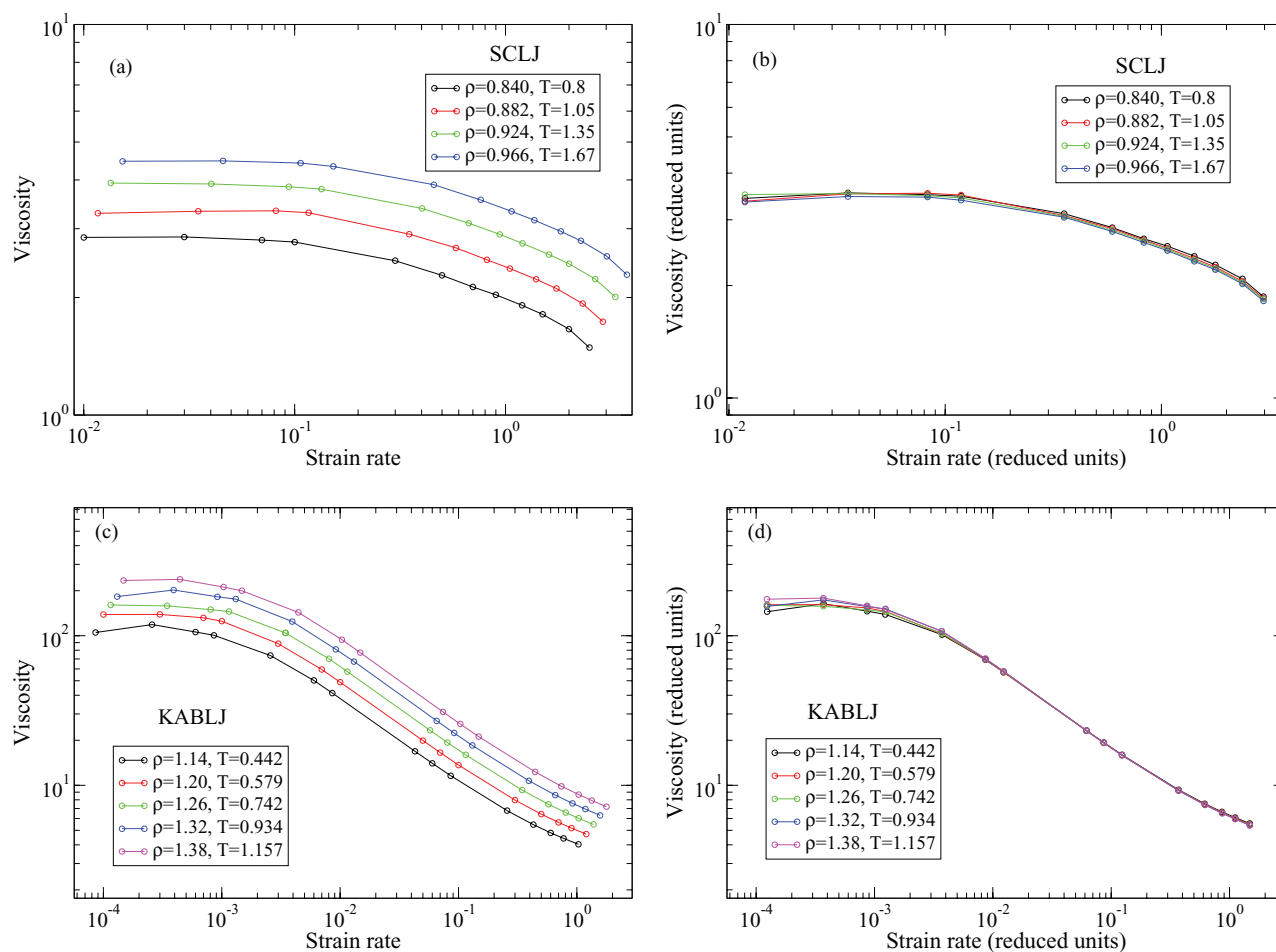 10^1
(a)
SCLJ
ρ=0.840, T=0.8
ρ=0.882, T=1.05
ρ=0.924, T=1.35
ρ=0.966, T=1.67
Viscosity
10^0
10^-2 10^-1 10^0
Strain rate
10^1
(b)
SCLJ
ρ=0.840, T=0.8
ρ=0.882, T=1.05
ρ=0.924, T=1.35
ρ=0.966, T=1.67
Viscosity (reduced units)
10^0
10^-2 10^-1 10^0
Strain rate (reduced units)
(c)
10^2
Viscosity
KABLJ
ρ=1.14, T=0.442
ρ=1.20, T=0.579
ρ=1.26, T=0.742
ρ=1.32, T=0.934
ρ=1.38, T=1.157
10^1
10^-4 10^-3 10^-2 10^-1 10^0
Strain rate
(d)
10^2
Viscosity (reduced units)
KABLJ
ρ=1.14, T=0.442
ρ=1.20, T=0.579
ρ=1.26, T=0.742
ρ=1.32, T=0.934
ρ=1.38, T=1.157
10^1
10^-4 10^-3 10^-2 10^-1 10^0
Strain rate (reduced units)